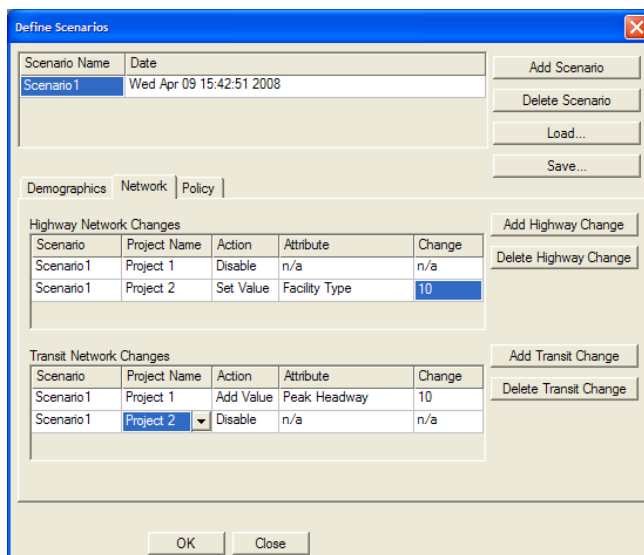 Define Scenarios
Scenario Name Date
Scenario1 Wed Apr 09 15:42:51 2008
Add Scenario
Delete Scenario
Load...
Save...
Demographics Network Policy
Highway Network Changes
Scenario Project Name Action Attribute Change
Scenario1 Project 1 Disable n/a n/a
Scenario1 Project 2 Set Value Facility Type 10
Add Highway Change
Delete Highway Change
Transit Network Changes
Scenario Project Name Action Attribute Change
Scenario1 Project 1 Add Value Peak Headway 10
Scenario1 Project 2 Disable n/a n/a
Add Transit Change
Delete Transit Change
OK Close